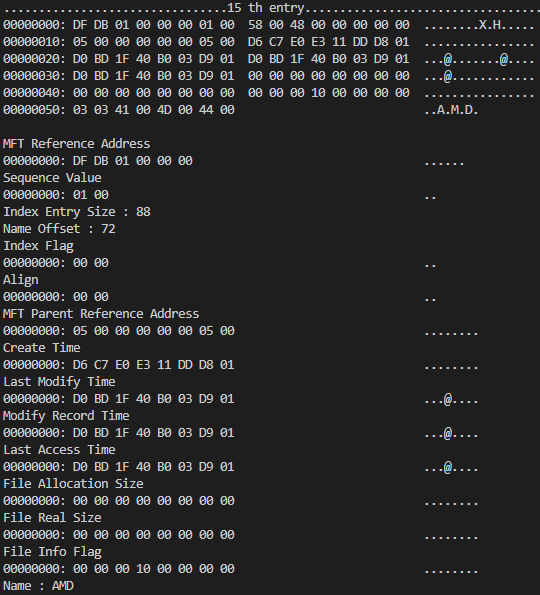 ............................15 th entry..................................
00000000: DF DB 01 00 00 00 01 00  58 00 48 00 00 00 00 00  ........X.H.....
00000010: 05 00 00 00 00 00 05 00  D6 C7 E0 E3 11 DD D8 01  ................
00000020: D0 BD 1F 40 B0 03 D9 01  D0 BD 1F 40 B0 03 D9 01  ...@.......@....
00000030: D0 BD 1F 40 B0 03 D9 01  00 00 00 00 00 00 00 00  ...@............
00000040: 00 00 00 00 00 00 00 00  00 00 00 10 00 00 00 00  ................
00000050: 03 03 41 00 4D 00 44 00  ..A.M.D.
MFT Reference Address
00000000: DF DB 01 00 00 00  ......
Sequence Value
00000000: 01 00  ..
Index Entry Size : 88
Name Offset : 72
Index Flag
00000000: 00 00  ..
Align
00000000: 00 00  ..
MFT Parent Reference Address
00000000: 05 00 00 00 00 00 05 00  ........
Create Time
00000000: D6 C7 E0 E3 11 DD D8 01  ........
Last Modify Time
00000000: D0 BD 1F 40 B0 03 D9 01  ...@....
Modify Record Time
00000000: D0 BD 1F 40 B0 03 D9 01  ...@....
Last Access Time
00000000: D0 BD 1F 40 B0 03 D9 01  ...@....
File Allocation Size
00000000: 00 00 00 00 00 00 00 00  ........
File Real Size
00000000: 00 00 00 00 00 00 00 00  ........
File Info Flag
00000000: 00 00 00 10 00 00 00 00  ........
Name : AMD